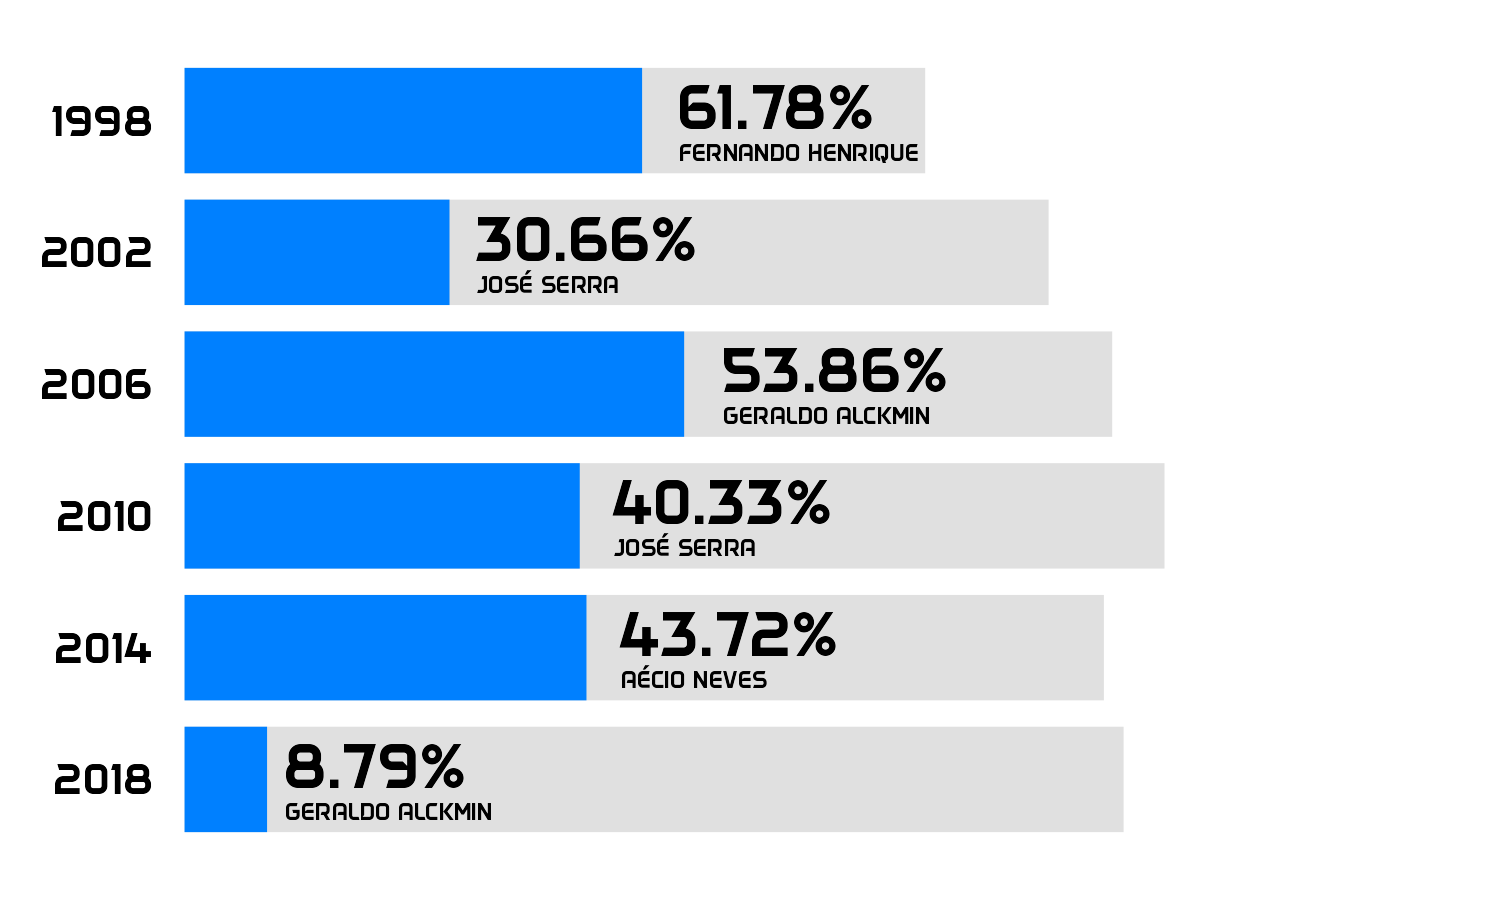 1998
61.78%
FERNANDO HENRIQUE
2002
30.66%
JOSÉ SERRA
2006
53.86%
GERALDO ALCKMIN
2010
40.33%
JOSÉ SERRA
2014
43.72%
AÉCIO NEVES
2018
8.79%
GERALDO ALCKMIN